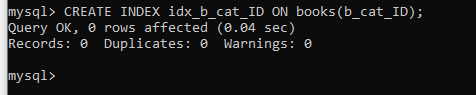 mysql> CREATE INDEX idx_b_cat_ID ON books(b_cat_ID);
Query OK, 0 rows affected (0.04 sec)
Records: 0  Duplicates: 0  Warnings: 0
mysql>